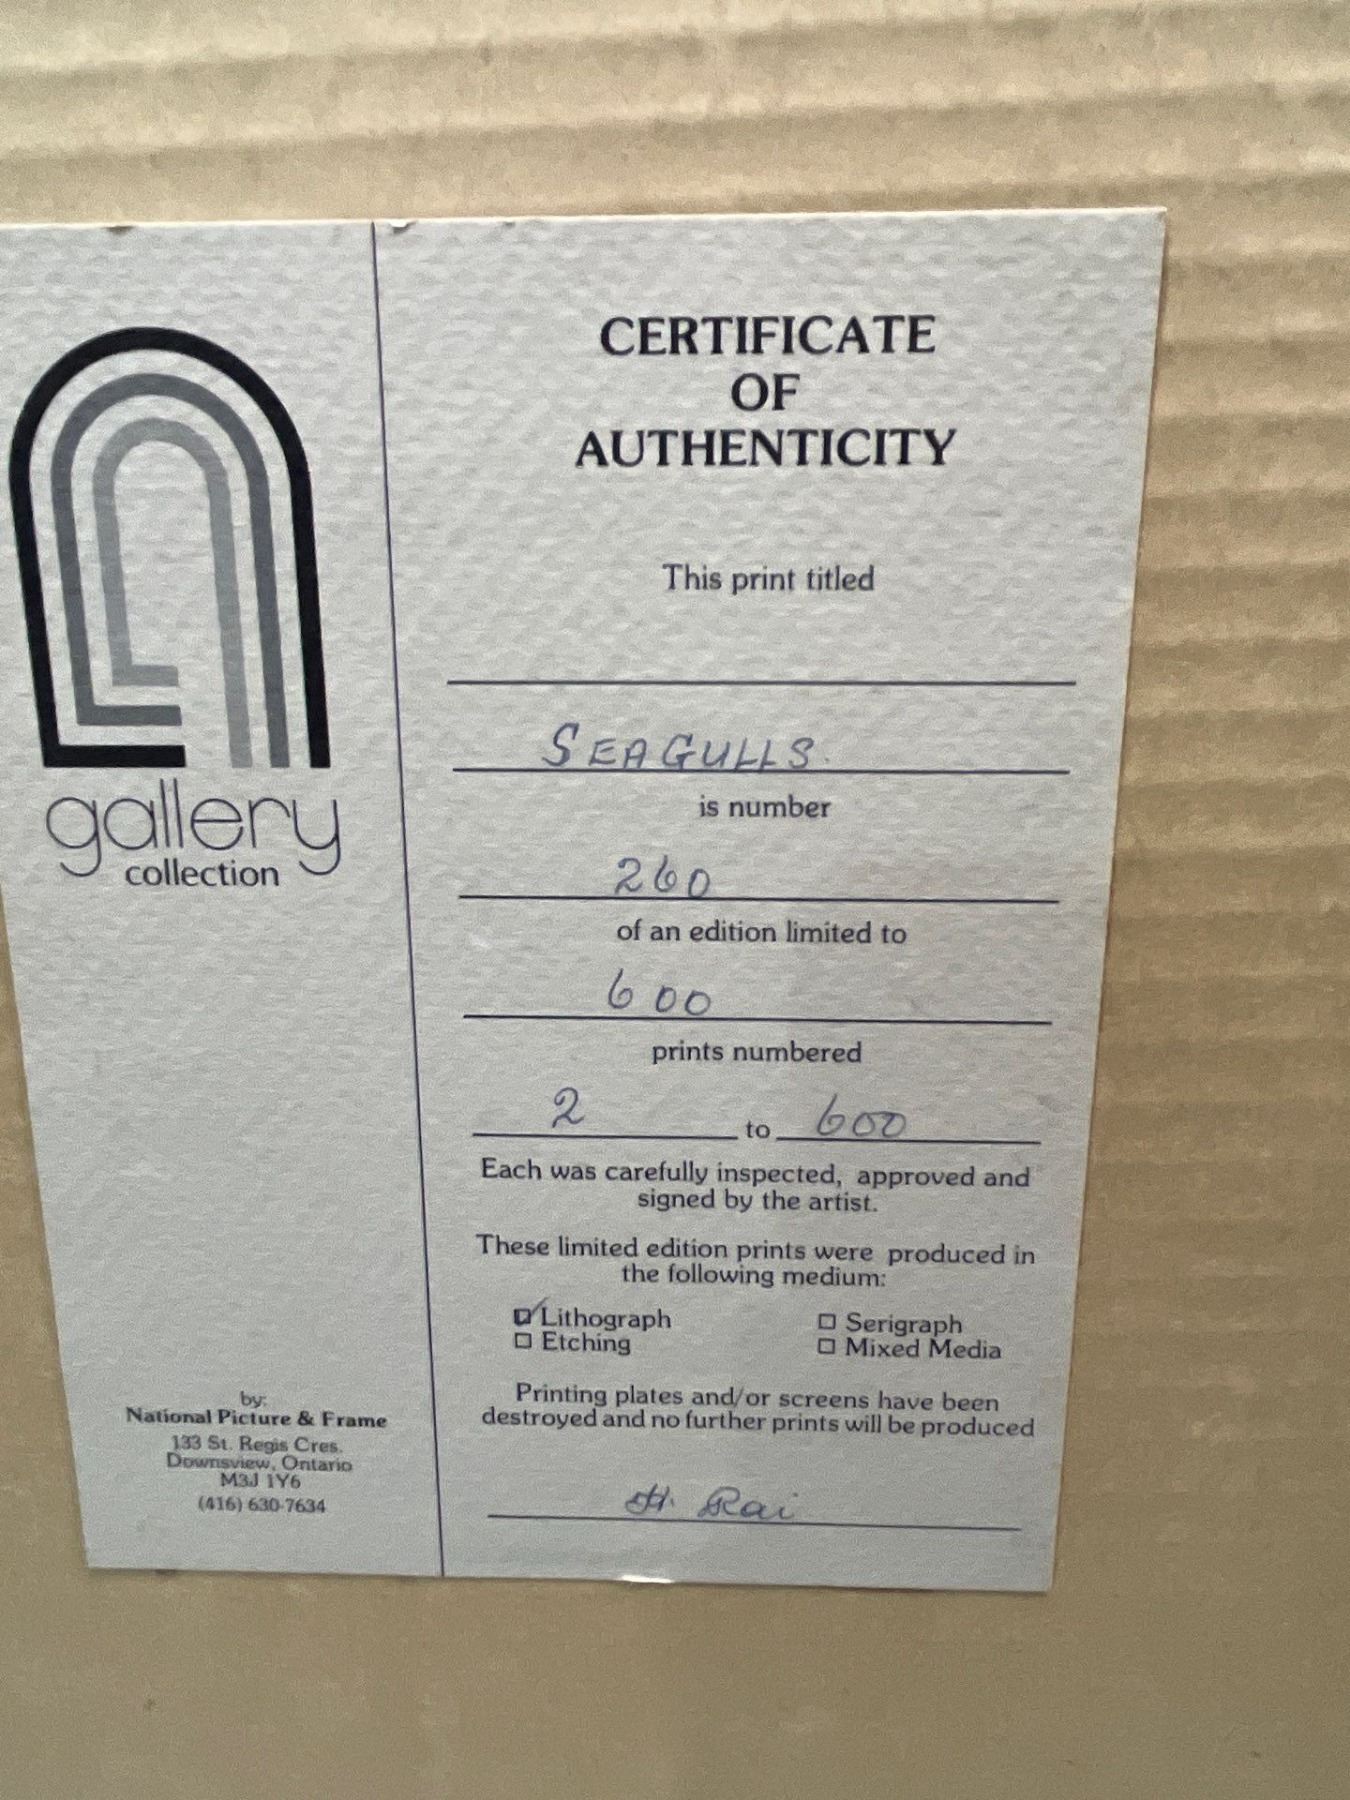 gallery
collection
by:
National Picture & Frame
133 St. Regis Cres.
Downsview, Ontario
M3J 1Y6
(416) 630-7634
CERTIFICATE
OF
AUTHENTICITY
This print titled
SEAGULLS.
is number
260
of an edition limited to
600
prints numbered
2 to 600
Each was carefully inspected, approved and
signed by the artist.
These limited edition prints were produced in
the following medium:
Lithograph Serigraph
Etching Mixed Media
Printing plates and/or screens have been
destroyed and no further prints will be produced
H. Rai